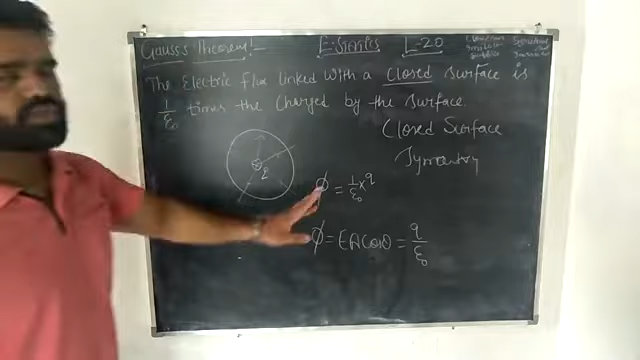 Gauss's Theorem!
E-Statics
L-20
The Electric Flux linked with a closed surface is
1/ε₀ times the charged by the surface.
Closed Surface
Symmentry
q
ϕ = 1/ε₀ × q
ϕ = EA Cosθ = q/ε₀